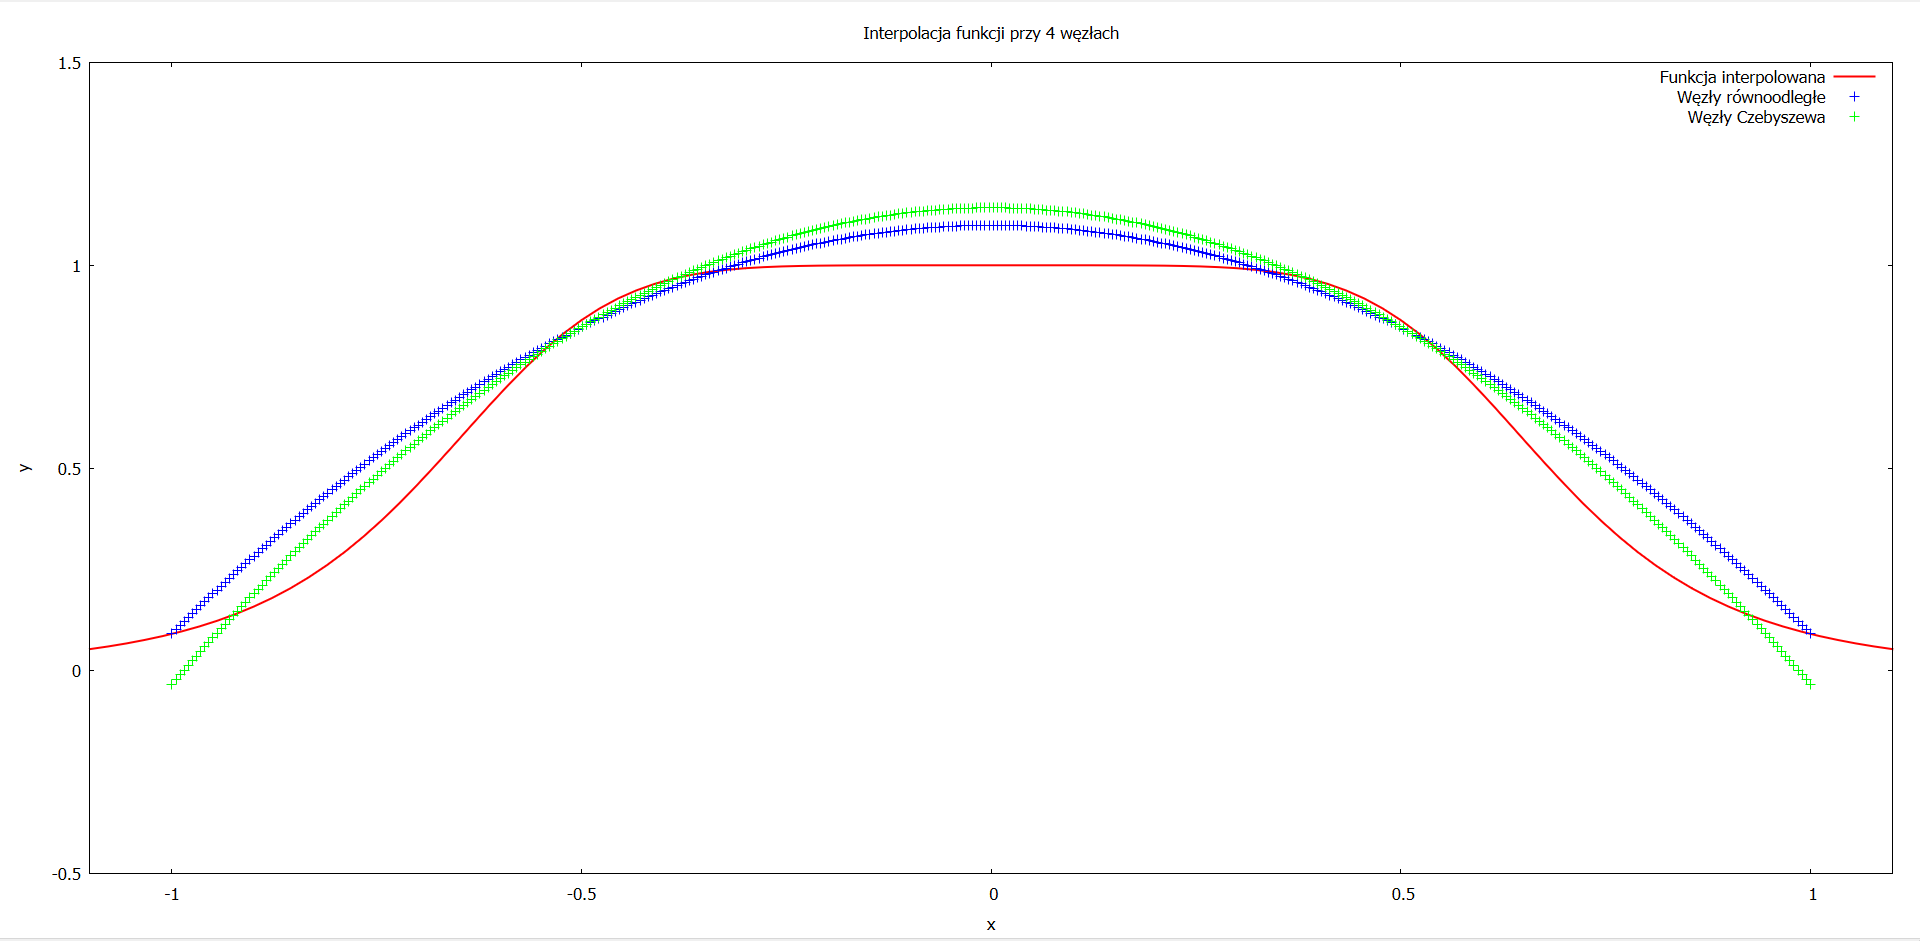 Interpolacja funkcji przy 4 węzłach
1.5
Funkcja interpolowana
Węzły równoodległe
Węzły Czebyszewa
1
0.5
y
0
-0.5
-1
-0.5
0
0.5
1
x